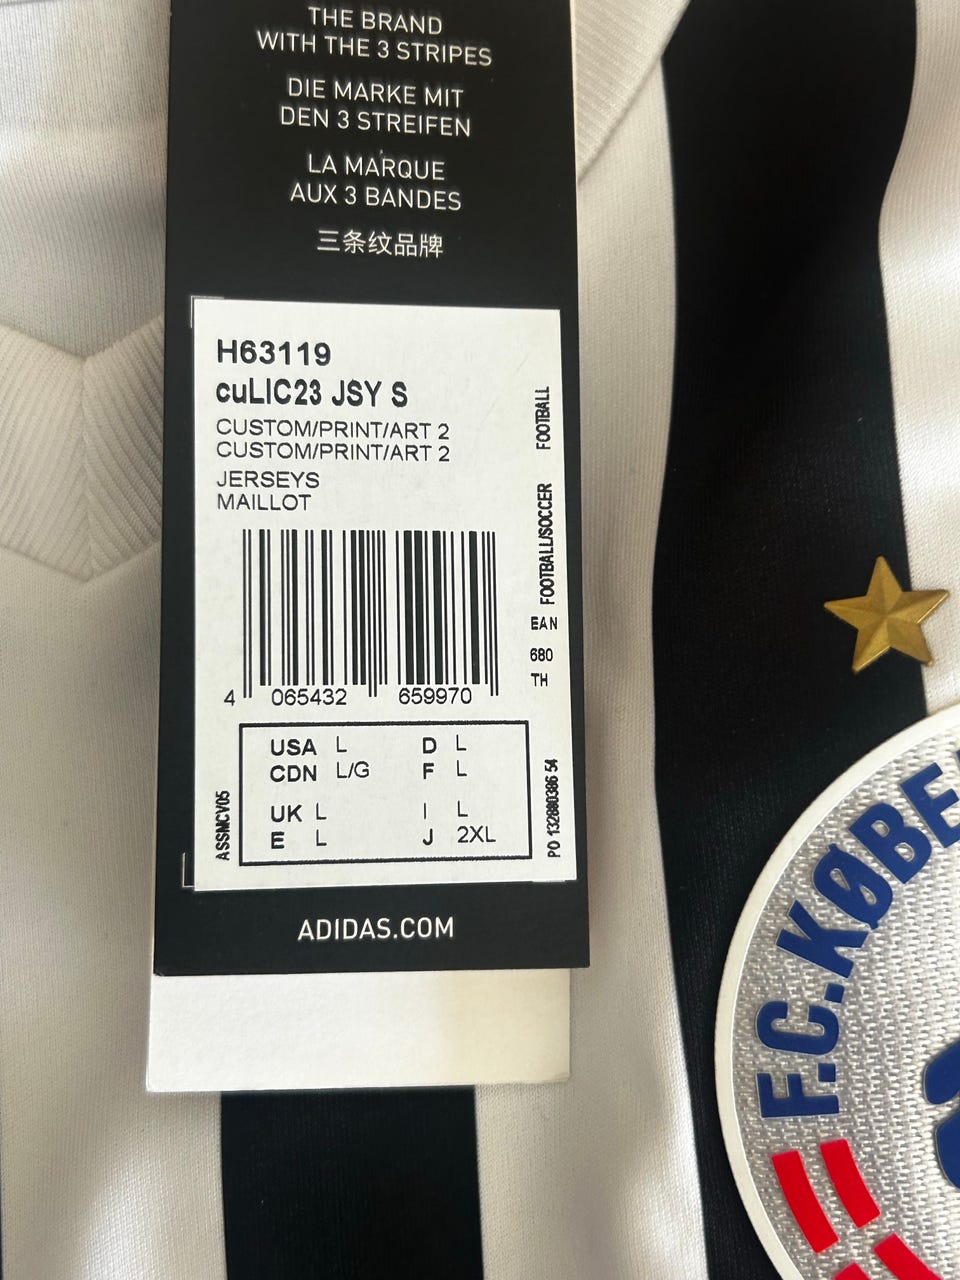 THE BRAND
WITH THE 3 STRIPES
DIE MARKE MIT
DEN 3 STREIFEN
LA MARQUE
AUX 3 BANDES
三条纹品牌
H63119
cuLIC23 JSY S
CUSTOM/PRINT/ART 2
CUSTOM/PRINT/ART 2
JERSEYS
MAILLOT
FOOTBALL
FOOTBALL/SOCCER
EAN
680
TH
4 065432 659970
USA L D L
CDN L/G F L
UK L I L
E L J 2XL
ASSMCV05
PO 132880386 54
ADIDAS.COM
F.C.KØBE